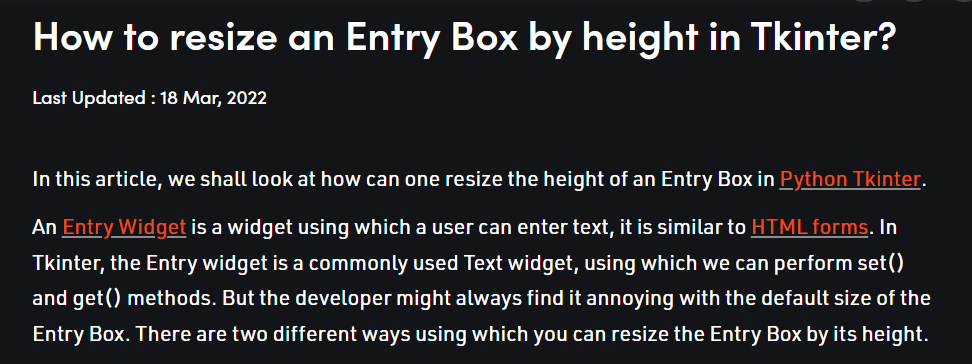 How to resize an Entry Box by height in Tkinter?
Last Updated : 18 Mar, 2022
In this article, we shall look at how can one resize the height of an Entry Box in Python Tkinter.
An Entry Widget is a widget using which a user can enter text, it is similar to HTML forms. In
Tkinter, the Entry widget is a commonly used Text widget, using which we can perform set()
and get() methods. But the developer might always find it annoying with the default size of the
Entry Box. There are two different ways using which you can resize the Entry Box by its height.